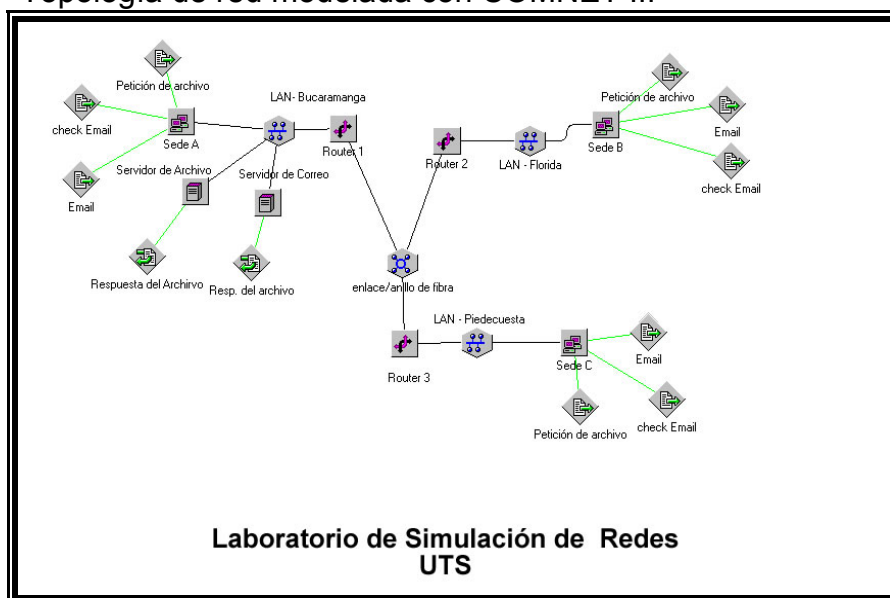 Topología de red modelada con COMNET III
Petición de archivo
check Email
Sede A
Email
LAN- Bucaramanga
Router 1
Servidor de Archivo
Servidor de Correo
Respuesta del Archirvo
Resp. del archivo
Petición de archivo
Email
check Email
Sede B
LAN - Florida
Router 2
enlace/anillo de fibra
LAN - Piedecuesta
Router 3
Sede C
Email
check Email
Petición de archivo
Laboratorio de Simulación de Redes
UTS